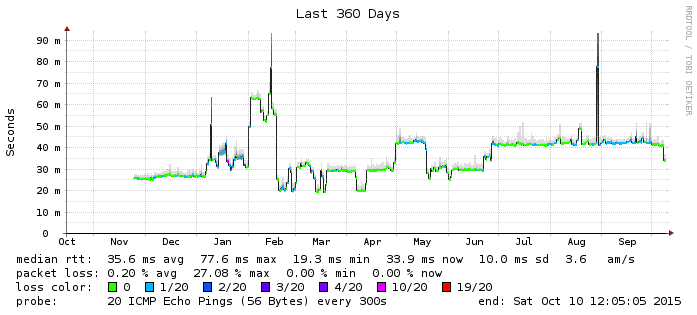 Last 360 Days
RRDTOOL / TOBI OETIKER
Seconds
90 m
80 m
70 m
60 m
50 m
40 m
30 m
20 m
10 m
0
Oct Nov Dec Jan Feb Mar Apr May Jun Jul Aug Sep
median rtt: 35.6 ms avg 77.6 ms max 19.3 ms min 33.9 ms now 10.0 ms sd 3.6 am/s
packet loss: 0.20 % avg 27.08 % max 0.00 % min 0.00 % now
loss color: 0 1/20 2/20 3/20 4/20 10/20 19/20
probe: 20 ICMP Echo Pings (56 Bytes) every 300s end: Sat Oct 10 12:05:05 2015